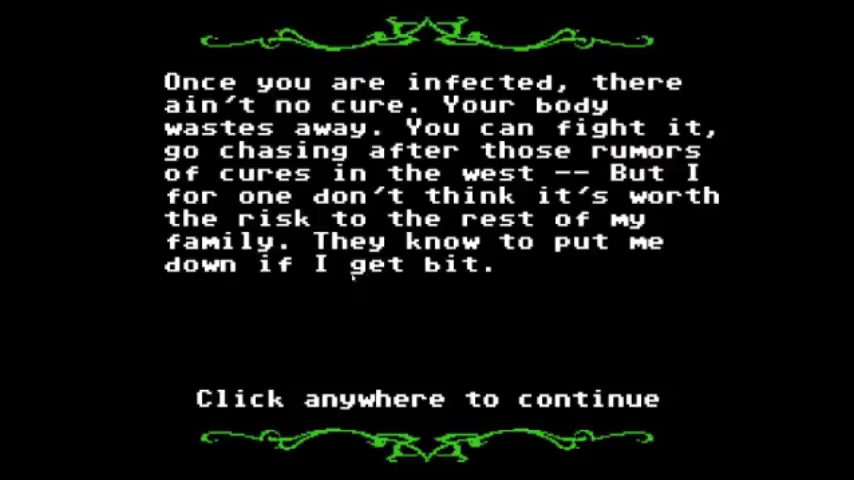 Once you are infected, there
ain't no cure. Your body
wastes away. You can fight it,
go chasing after those rumors
of cures in the west -- But I
for one don't think it's worth
the risk to the rest of my
family. They know to put me
down if I get bit.
Click anywhere to continue